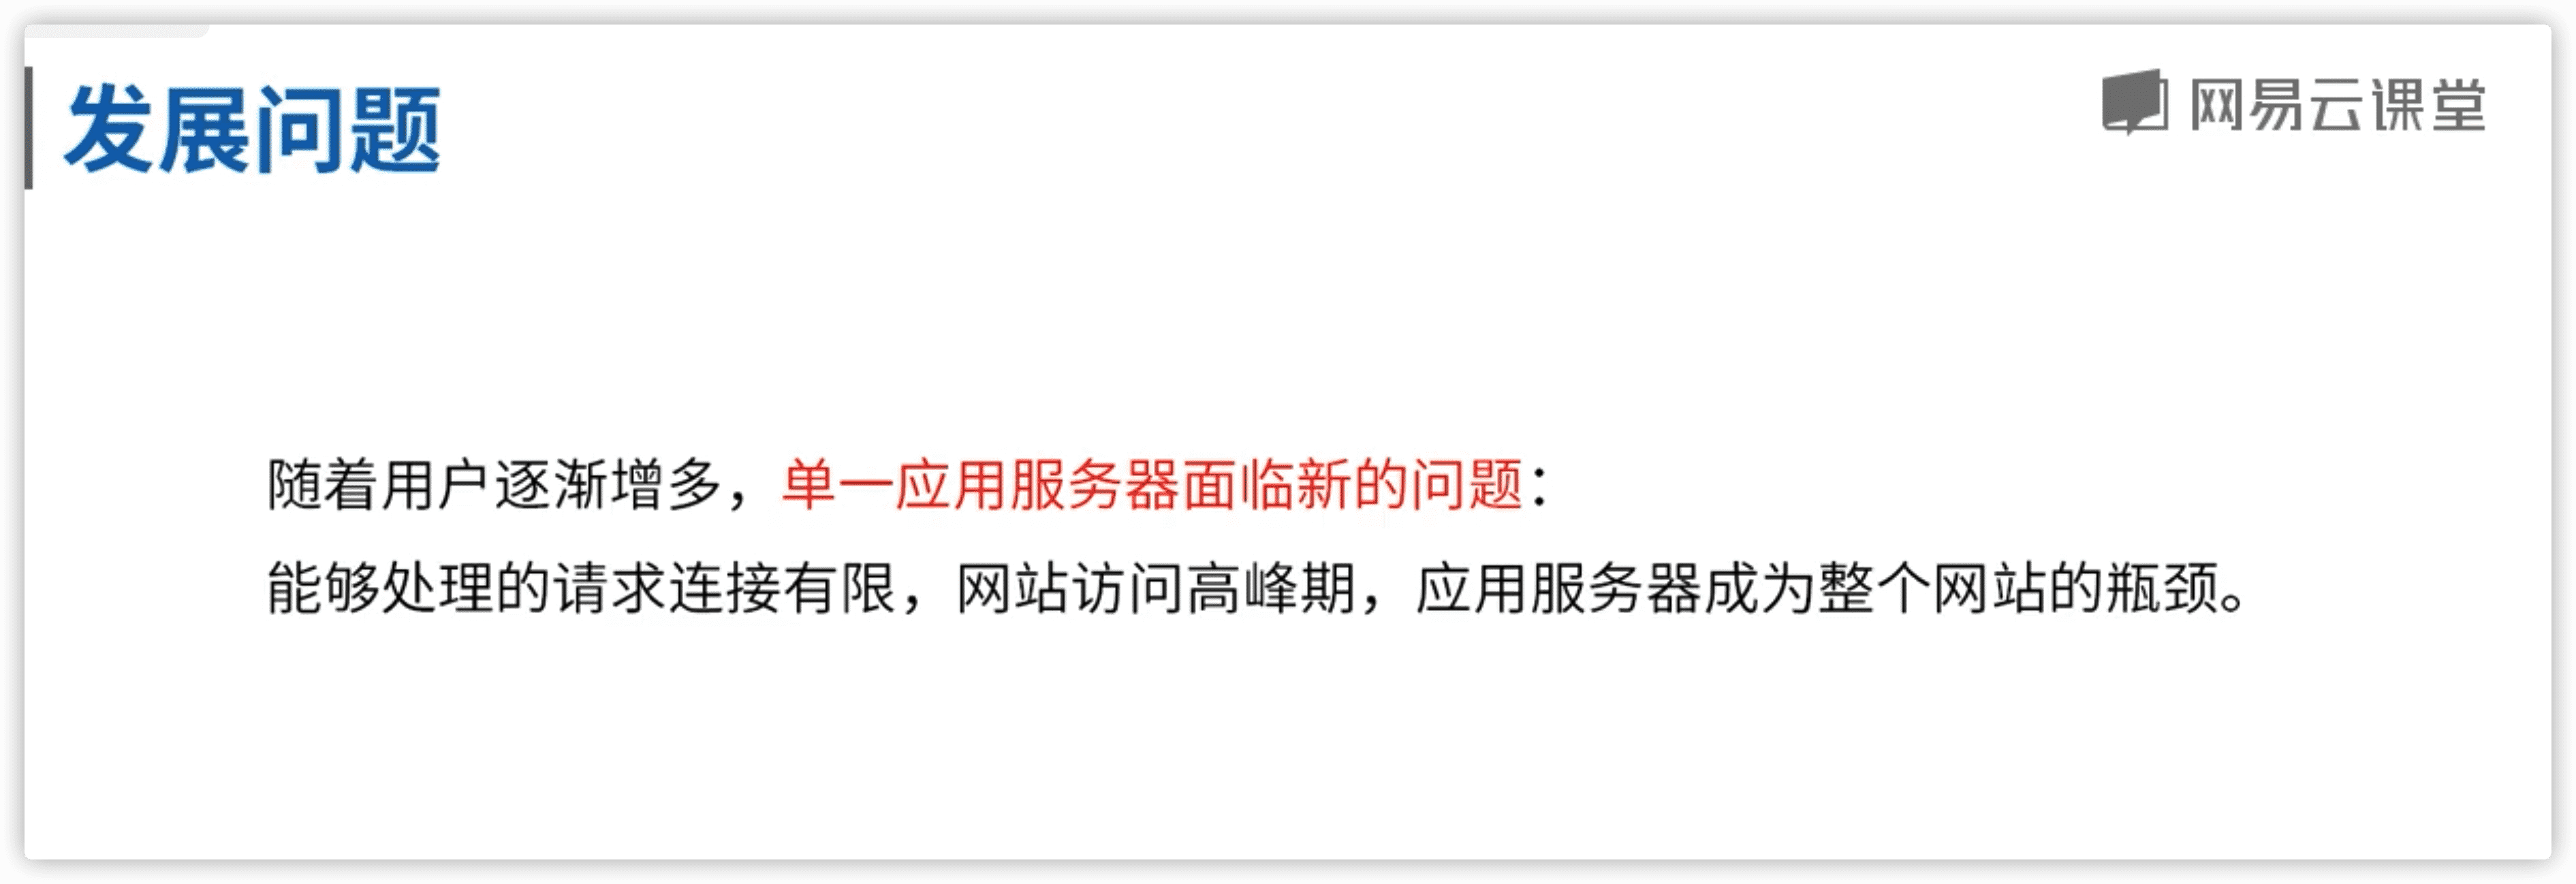 发展问题
网易云课堂
随着用户逐渐增多，单一应用服务器面临新的问题：
能够处理的请求连接有限，网站访问高峰期，应用服务器成为整个网站的瓶颈。